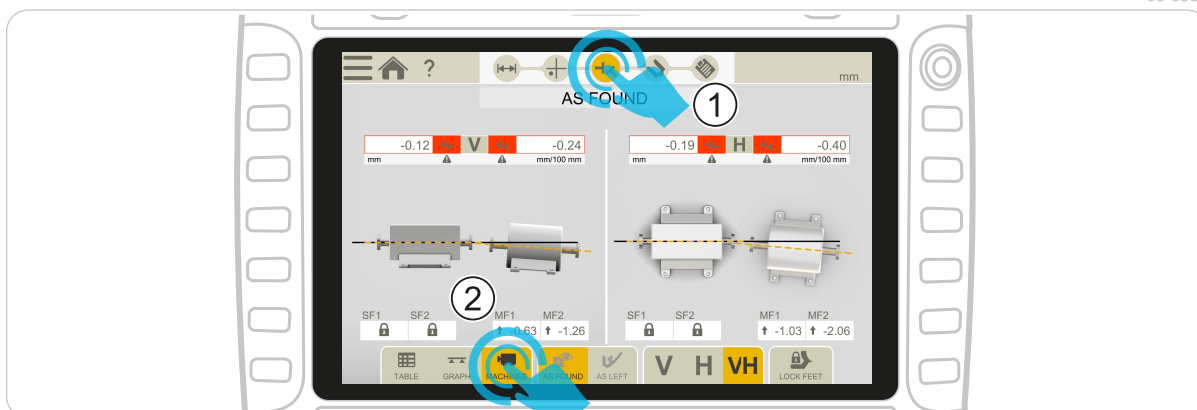 ?
mm
AS FOUND
1
-0.12 V -0.24
mm mm/100 mm
-0.19 H -0.40
mm mm/100 mm
2
SF1 SF2 MF1 MF2
-0.63 -1.26
SF1 SF2 MF1 MF2
-1.03 -2.06
TABLE GRAPH MACHINES AS FOUND AS LEFT V H VH LOCK FEET